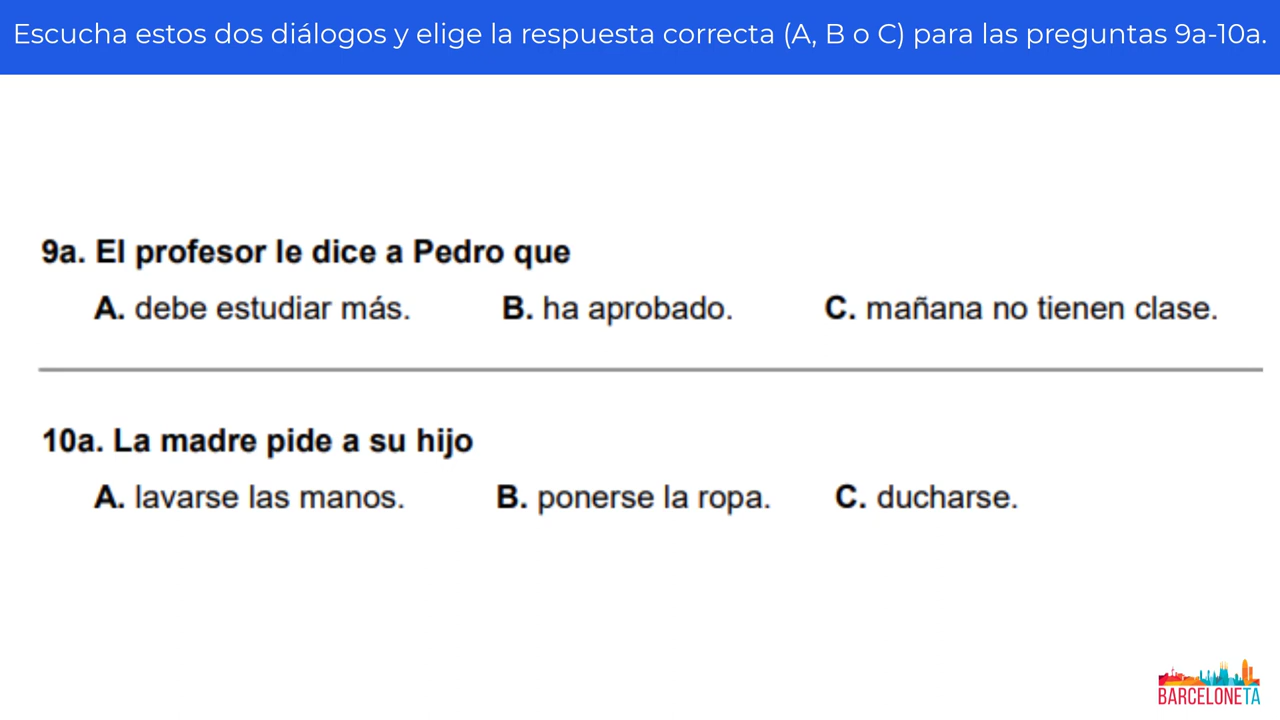 Escucha estos dos diálogos y elige la respuesta correcta (A, B o C) para las preguntas 9a-10a.
9a. El profesor le dice a Pedro que
A. debe estudiar más. B. ha aprobado. C. mañana no tienen clase.
10a. La madre pide a su hijo
A. lavarse las manos. B. ponerse la ropa. C. ducharse.
BARCELONETA